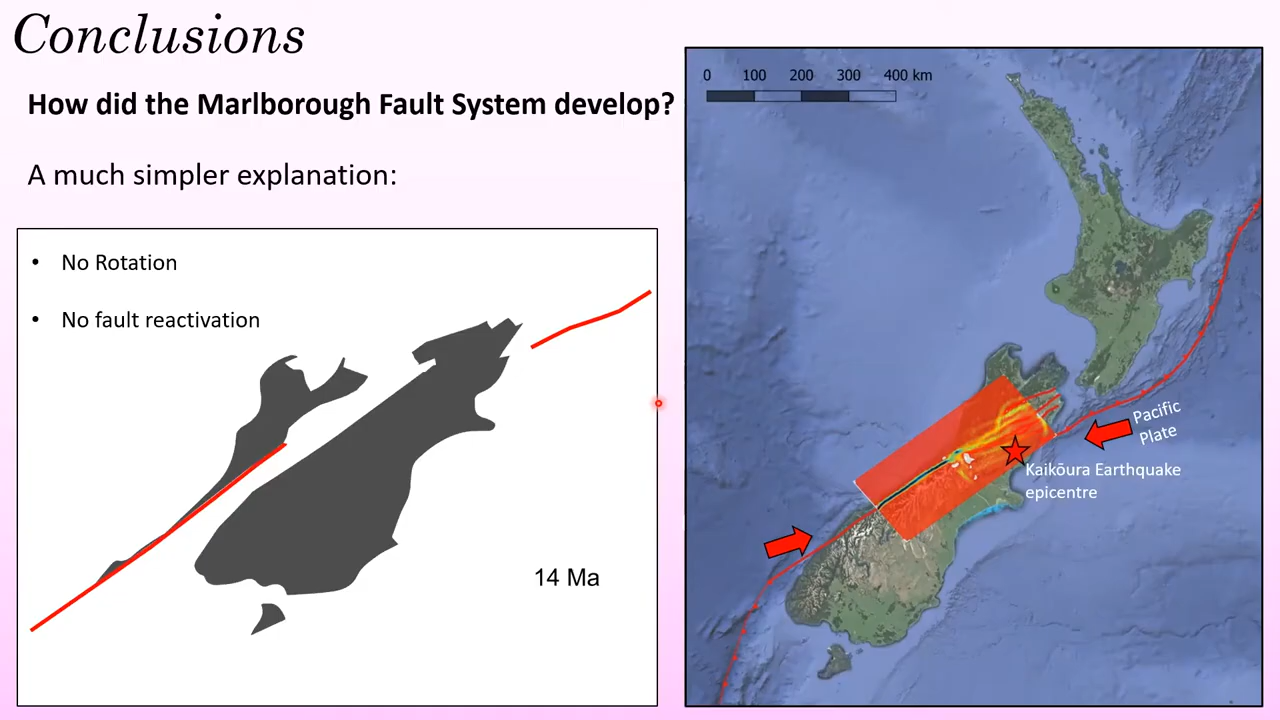 Conclusions
How did the Marlborough Fault System develop?
A much simpler explanation:
• No Rotation
• No fault reactivation
14 Ma
0 100 200 300 400 km
Pacific
Plate
Kaikōura Earthquake
epicentre